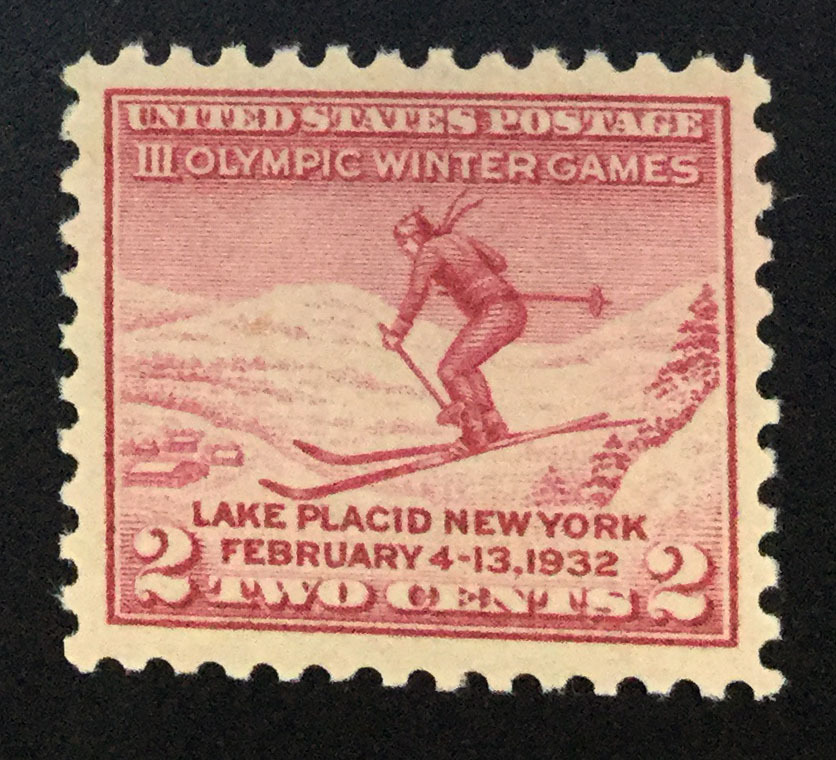 UNITED STATES POSTAGE
III OLYMPIC WINTER GAMES
LAKE PLACID NEW YORK
FEBRUARY 4-13, 1932
2 TWO CENTS 2